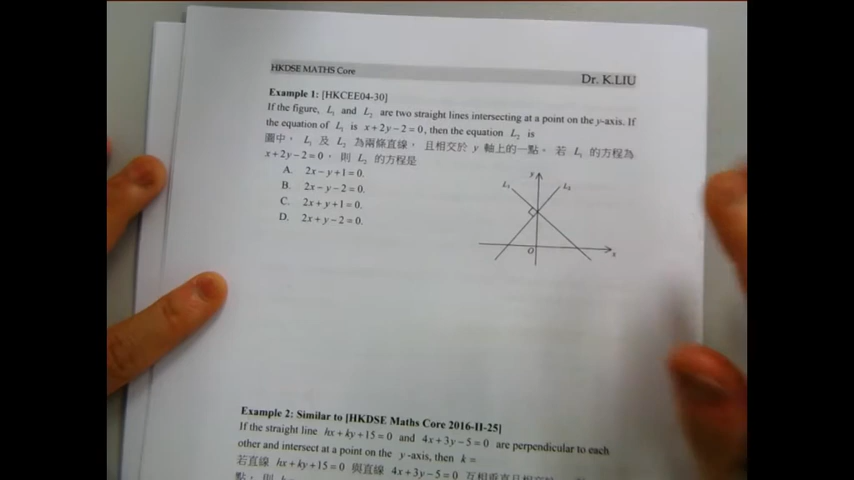 HKDSE MATHS Core
Dr. K.LIU
Example 1: [HKCEE04-30]
If the figure, L₁ and L₂ are two straight lines intersecting at a point on the y-axis. If
the equation of L₁ is x+2y−2=0, then the equation L₂ is
圖中， L₁ 及 L₂ 為兩條直線， 且相交於 y 軸上的一點。 若 L₁ 的方程為
x+2y−2=0， 則 L₂ 的方程是
A. 2x−y+1=0.
B. 2x−y−2=0.
C. 2x+y+1=0.
D. 2x+y−2=0.
y
L₁
L₂
O
x
Example 2: Similar to [HKDSE Maths Core 2016-II-25]
If the straight line hx+ky+15=0 and 4x+3y−5=0 are perpendicular to each
other and intersect at a point on the y-axis, then k =
若直線 hx+ky+15=0 與直線 4x+3y−5=0